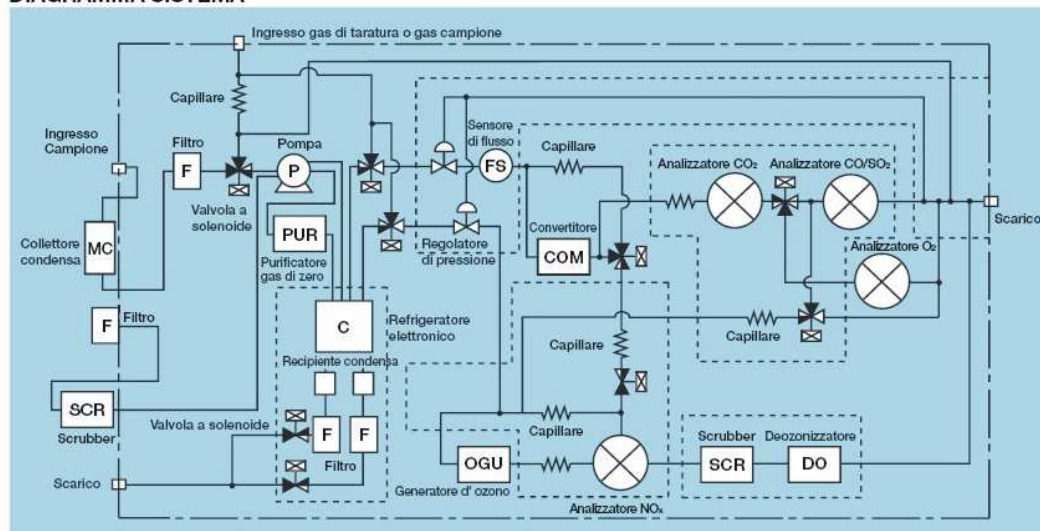 DIAGRAMMA SISTEMA
Ingresso gas di taratura o gas campione
Capillare
Ingresso
Campione
Filtro
F
Pompa
P
Sensore
di flusso
FS
Capillare
Analizzatore CO₂
Analizzatore CO/SO₂
Valvola a
solenoide
Collettore
condensa
MC
PUR
Purificatore
gas di zero
Regolatore
di pressione
Convertitore
COM
Scarico
Analizzatore O₂
F
Filtro
C
Refrigeratore
elettronico
Capillare
Capillare
Recipiente condensa
SCR
Scrubber
Valvola a solenoide
F
F
Filtro
Capillare
OGU
Generatore d' ozono
Analizzatore NOₓ
Scrubber
SCR
Deozonizzatore
DO
Scarico